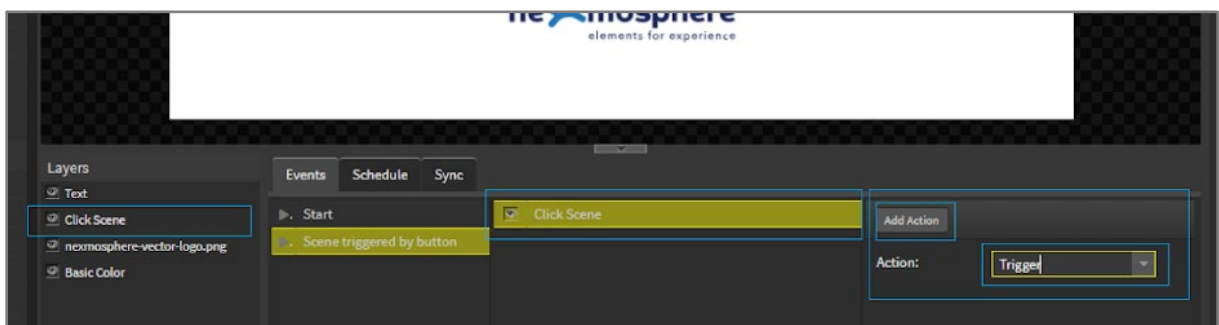 nexmosphere
elements for experience
Layers
Text
Click Scene
nexmosphere-vector-logo.png
Basic Color
Events Schedule Sync
Start
Scene triggered by button
Click Scene
Add Action
Action: Trigger